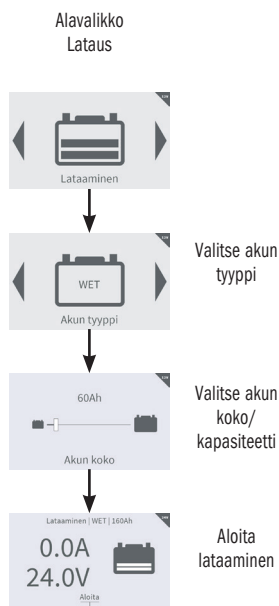 Alavalikko
Lataus
Lataaminen
WET
Akun tyyppi
Valitse akun
tyyppi
60Ah
Akun koko
Valitse akun
koko/
kapasiteetti
Lataaminen | WET | 160Ah
0.0A
24.0V
Aloita
Aloita
lataaminen